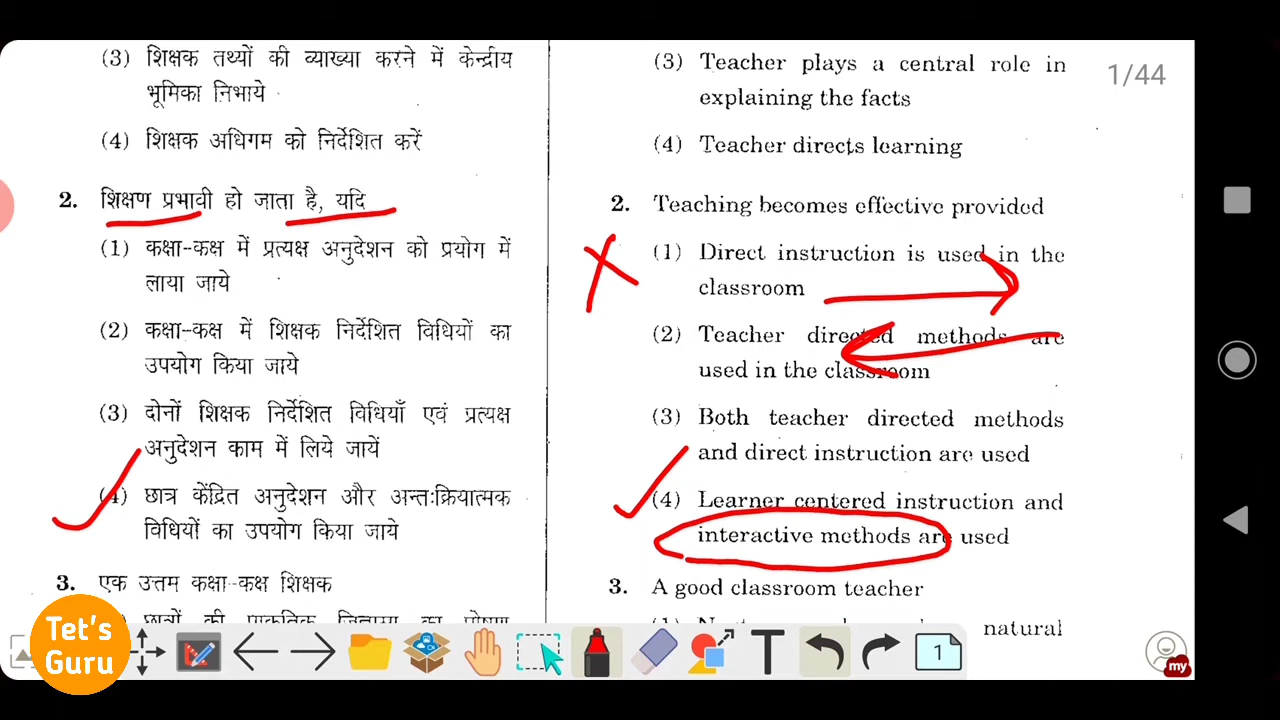 (3) शिक्षक तथ्यों की व्याख्या करने में केन्द्रीय
भूमिका निभाये
(4) शिक्षक अधिगम को निर्देशित करें
2. शिक्षण प्रभावी हो जाता है, यदि
(1) कक्षा-कक्ष में प्रत्यक्ष अनुदेशन को प्रयोग में
लाया जाये
(2) कक्षा-कक्ष में शिक्षक निर्देशित विधियों का
उपयोग किया जाये
(3) दोनों शिक्षक निर्देशित विधियाँ एवं प्रत्यक्ष
अनुदेशन काम में लिये जायें
(4) छात्र केंद्रित अनुदेशन और अन्तःक्रियात्मक
विधियों का उपयोग किया जाये
3. एक उत्तम कक्षा-कक्ष शिक्षक
छात्रों की प्राकृतिक जिज्ञासा का पोषण
(3) Teacher plays a central role in
explaining the facts
(4) Teacher directs learning
2. Teaching becomes effective provided
(1) Direct instruction is used in the
classroom
(2) Teacher directed methods are
used in the classroom
(3) Both teacher directed methods
and direct instruction are used
(4) Learner centered instruction and
interactive methods are used
3. A good classroom teacher
natural
1/44
Tet's
Guru
T
1
my